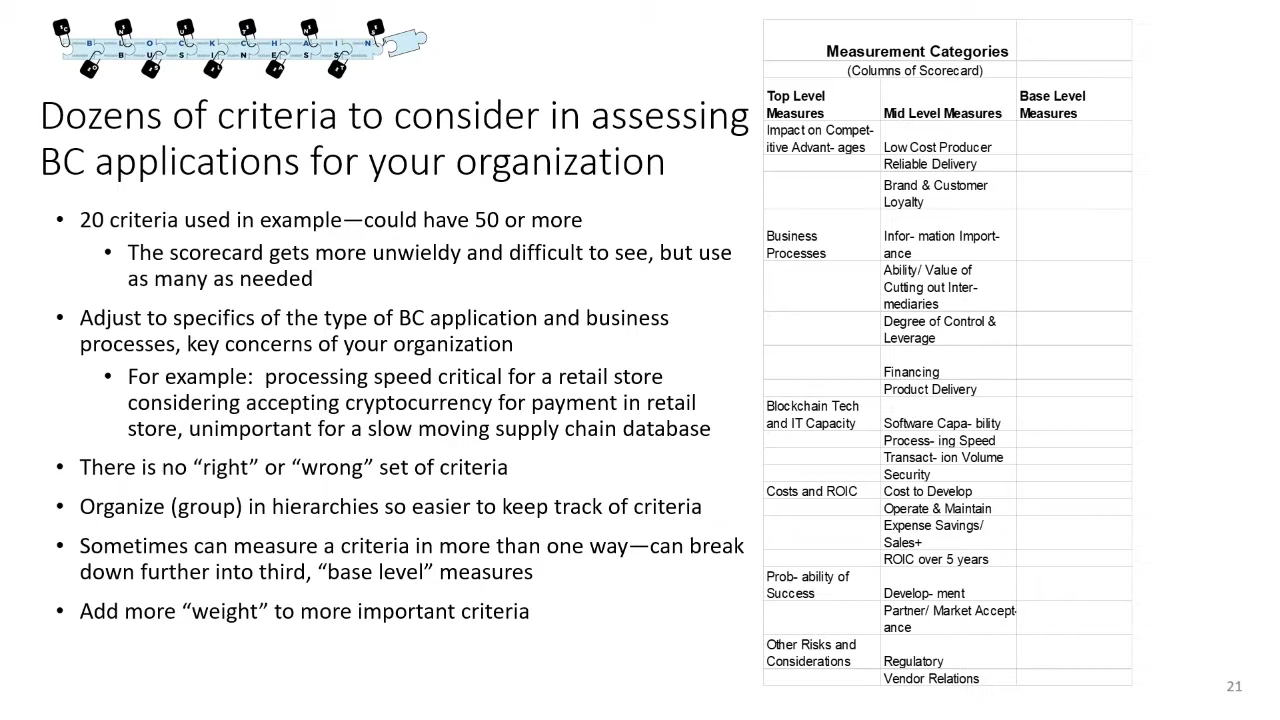 B L O C K C H A I N
B U S I N E S S
Dozens of criteria to consider in assessing
BC applications for your organization
• 20 criteria used in example—could have 50 or more
• The scorecard gets more unwieldy and difficult to see, but use
as many as needed
• Adjust to specifics of the type of BC application and business
processes, key concerns of your organization
• For example:  processing speed critical for a retail store
considering accepting cryptocurrency for payment in retail
store, unimportant for a slow moving supply chain database
• There is no “right” or “wrong” set of criteria
• Organize (group) in hierarchies so easier to keep track of criteria
• Sometimes can measure a criteria in more than one way—can break
down further into third, “base level” measures
• Add more “weight” to more important criteria
Measurement Categories
(Columns of Scorecard)
Top Level
Measures
Mid Level Measures
Base Level
Measures
Impact on Compet-
itive Advant- ages
Low Cost Producer
Reliable Delivery
Brand & Customer
Loyalty
Business
Processes
Infor- mation Import-
ance
Ability/ Value of
Cutting out Inter-
mediaries
Degree of Control &
Leverage
Financing
Product Delivery
Blockchain Tech
and IT Capacity
Software Capa- bility
Process- ing Speed
Transact- ion Volume
Security
Costs and ROIC
Cost to Develop
Operate & Maintain
Expense Savings/
Sales+
ROIC over 5 years
Prob- ability of
Success
Develop- ment
Partner/ Market Accept-
ance
Other Risks and
Considerations
Regulatory
Vendor Relations
21